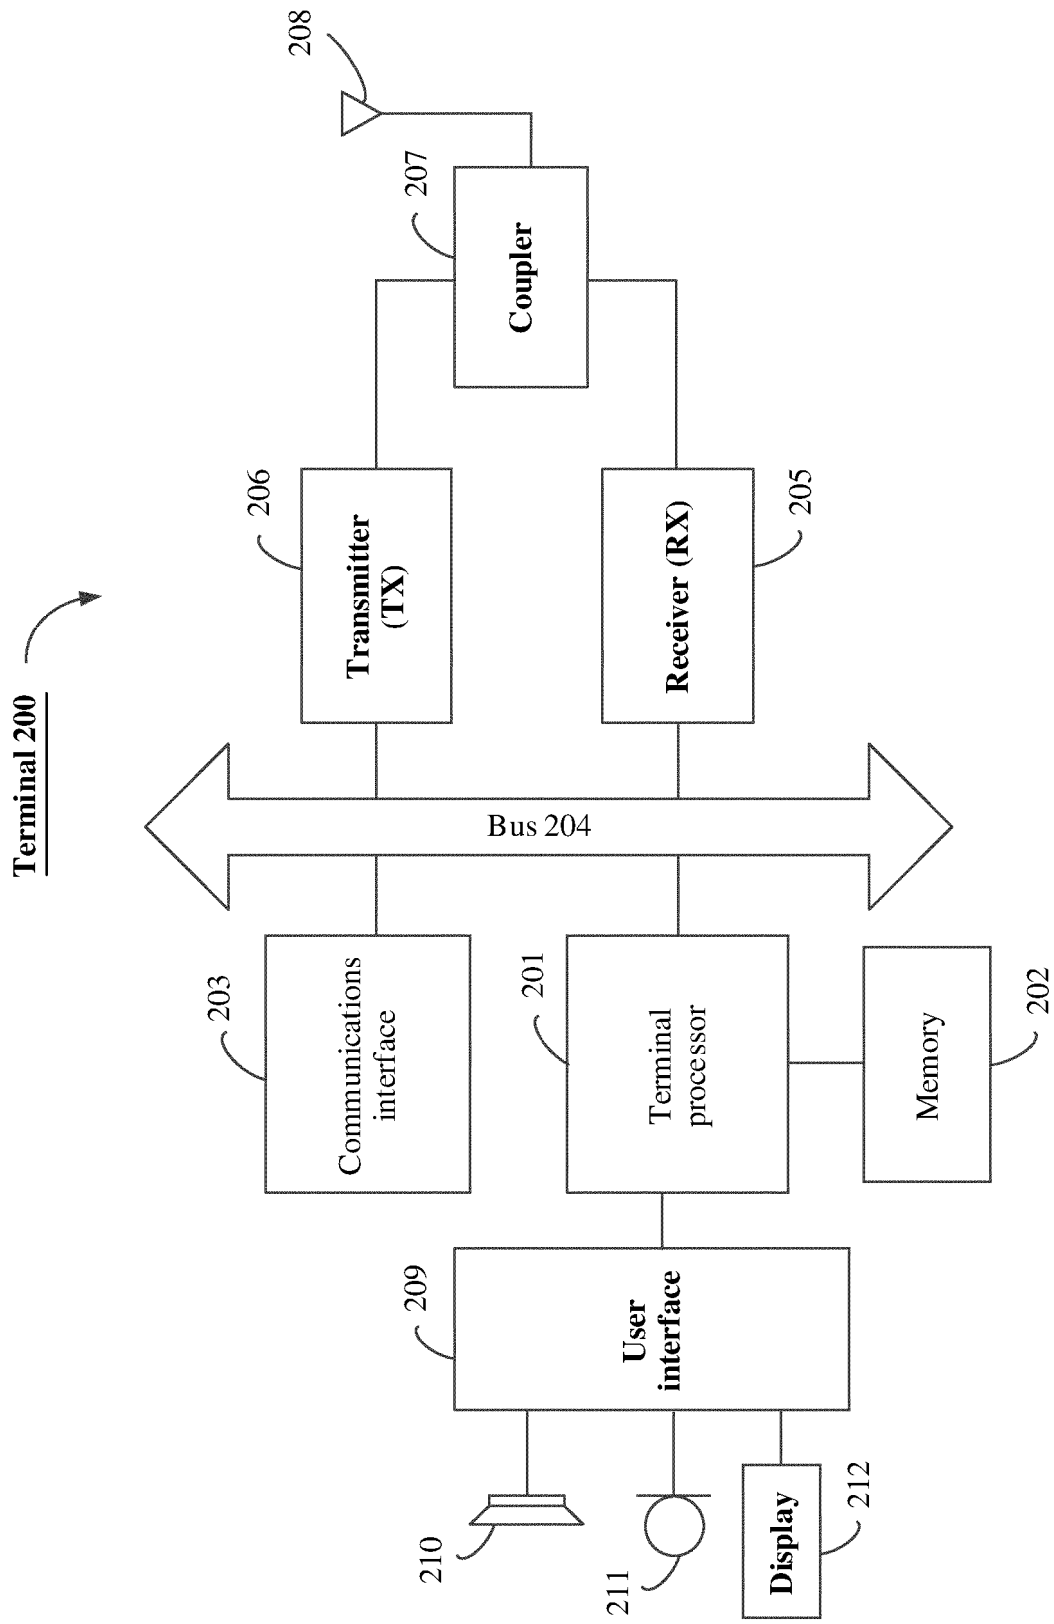 Terminal 200
210
211
Display
212
209
User
interface
203
Communications
interface
201
Terminal
processor
Memory
202
Bus 204
206
Transmitter
(TX)
Receiver (RX)
205
207
Coupler
208